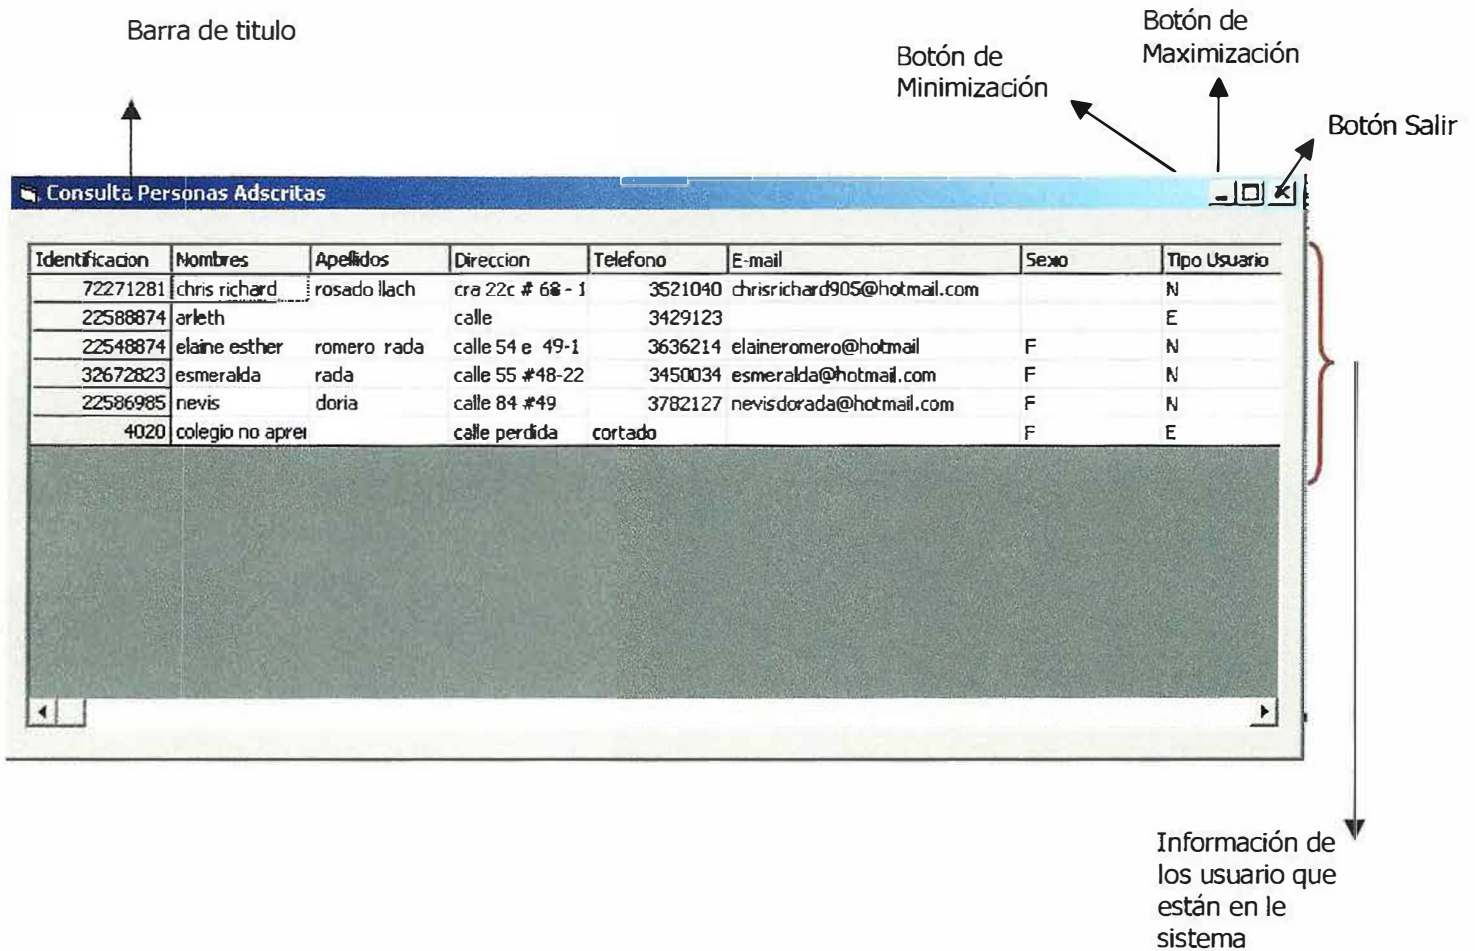 Barra de titulo
Botón de
Minimización
Botón de
Maximización
Botón Salir
Consulta Personas Adscritas
Identificacion Nombres Apellidos Direccion Telefono E-mail Sexo Tipo Usuario
72271281 chris richard rosado llach cra 22c # 68 - 1 3521040 chrisrichard905@hotmail.com N
22588874 arleth calle 3429123 E
22548874 elaine esther romero rada calle 54 e 49-1 3636214 elaineromero@hotmail F N
32672823 esmeralda rada calle 55 #48-22 3450034 esmeralda@hotmail.com F N
22586985 nevis doria calle 84 #49 3782127 nevisdorada@hotmail.com F N
4020 colegio no aprei calle perdida cortado F E
Información de
los usuario que
están en le
sistema